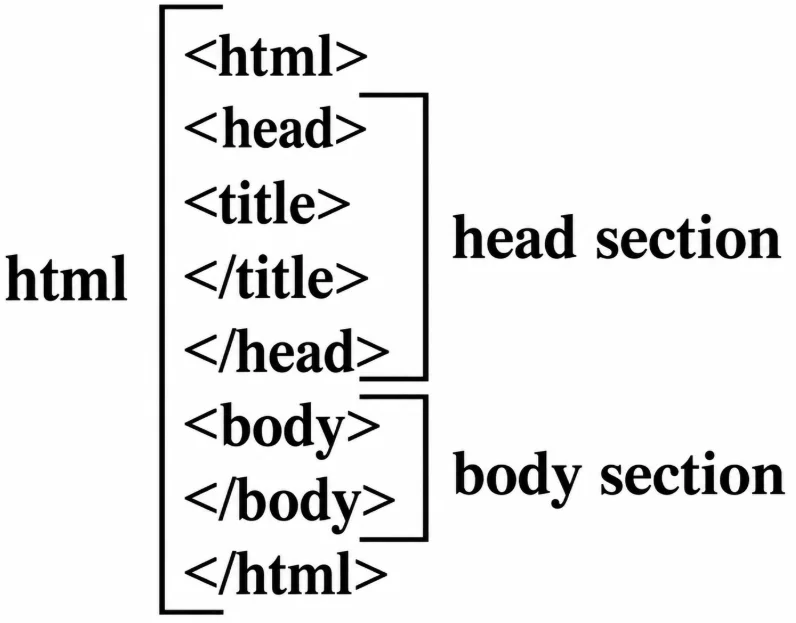 <html>
<head>
<title>
head section
html
</title>
</head>
<body>
body section
</body>
</html>